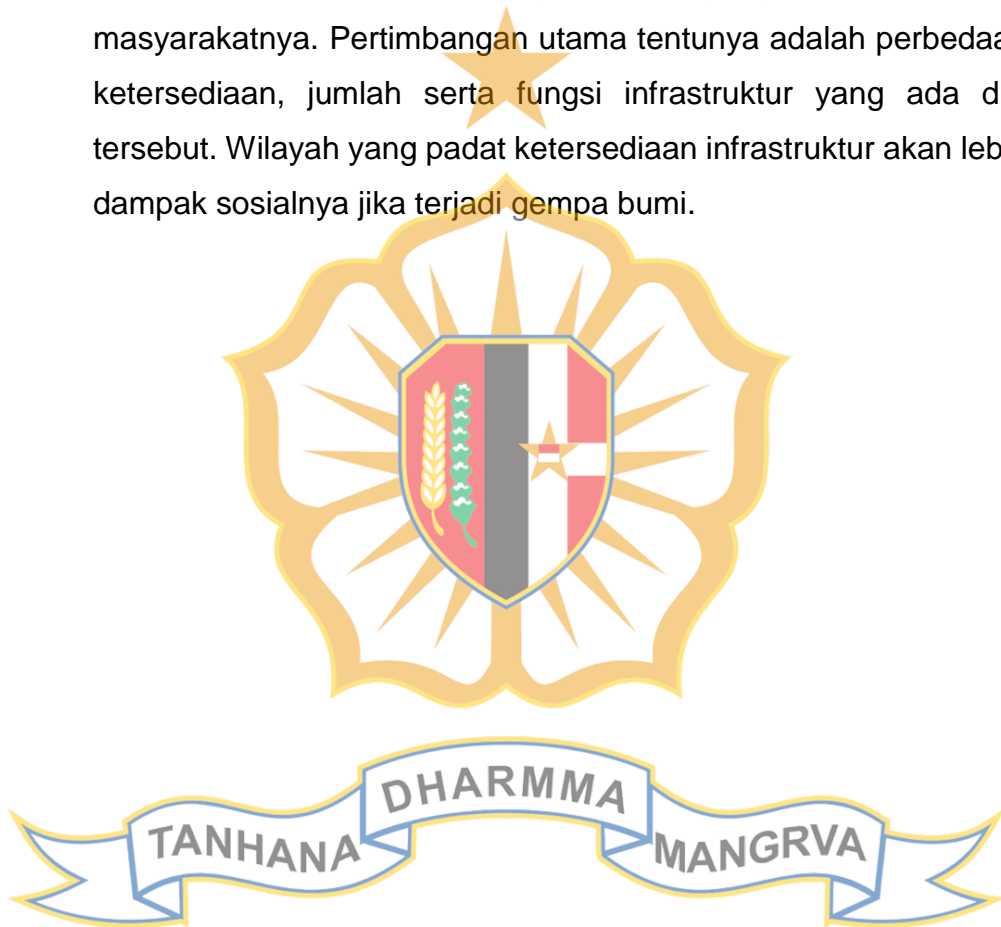 masyarakatnya. Pertimbangan utama tentunya adalah perbedaa
ketersediaan, jumlah serta fungsi infrastruktur yang ada d
tersebut. Wilayah yang padat ketersediaan infrastruktur akan leb
dampak sosialnya jika terjadi gempa bumi.
TANHANA DHARMMA MANGRVA